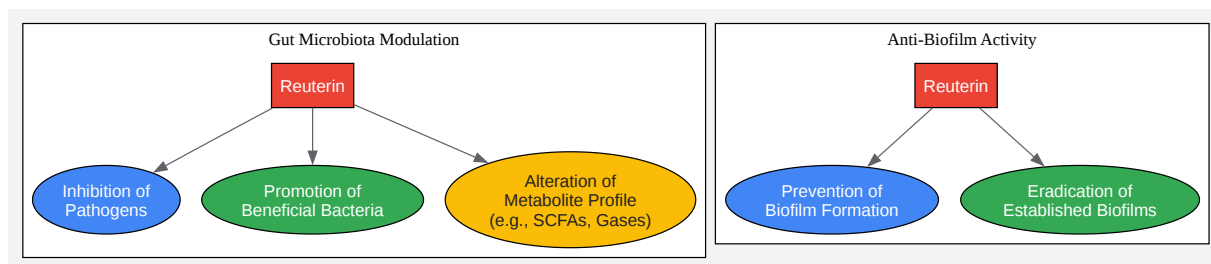 Gut Microbiota Modulation
Reuterin
Inhibition of
Pathogens
Promotion of
Beneficial Bacteria
Alteration of
Metabolite Profile
(e.g., SCFAs, Gases)
Anti-Biofilm Activity
Reuterin
Prevention of
Biofilm Formation
Eradication of
Established Biofilms